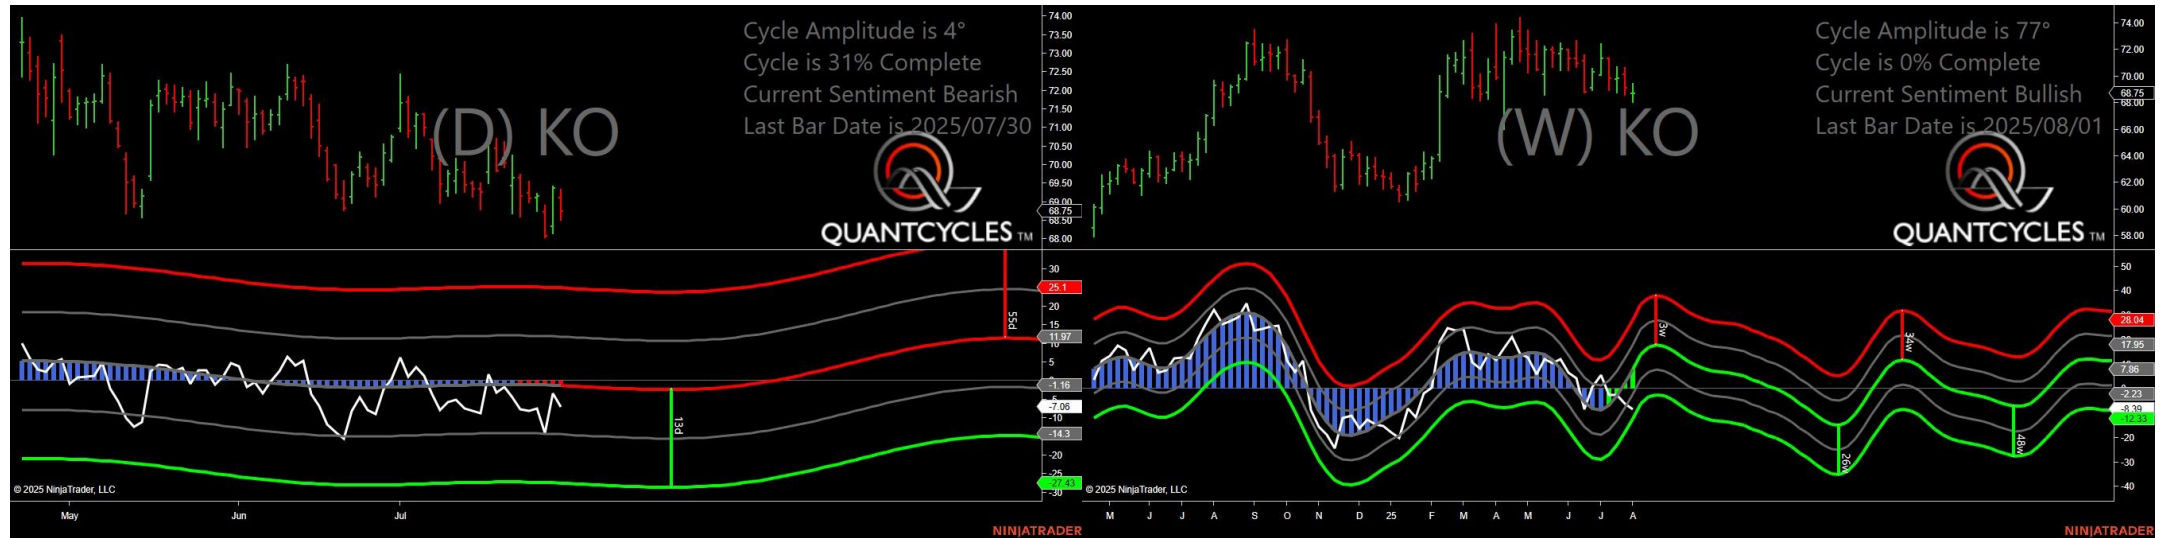 Cycle Amplitude is 4°
Cycle is 31% Complete
Current Sentiment Bearish
Last Bar Date is 2025/07/30
(D) KO
QUANTCYCLES TM
74.00
73.50
73.00
72.50
72.00
71.50
71.00
70.50
70.00
69.50
69.00
68.75
68.50
68.00
30
25.1
20
15
11.97
10
5
-1.16
-5
-7.06
-10
-14.3
-20
-25
-27.43
-30
55d
13d
© 2025 NinjaTrader, LLC
May Jun Jul
NINJATRADER
Cycle Amplitude is 77°
Cycle is 0% Complete
Current Sentiment Bullish
Last Bar Date is 2025/08/01
(W) KO
QUANTCYCLES TM
74.00
72.00
70.00
68.75
68.00
66.00
64.00
62.00
60.00
58.00
50
40
28.04
17.95
7.86
-2.23
-8.39
-12.33
-20
-30
-40
3w
34w
26w
48w
© 2025 NinjaTrader, LLC
M J J A S O N D 25 F M A M J J A
NINJATRADER